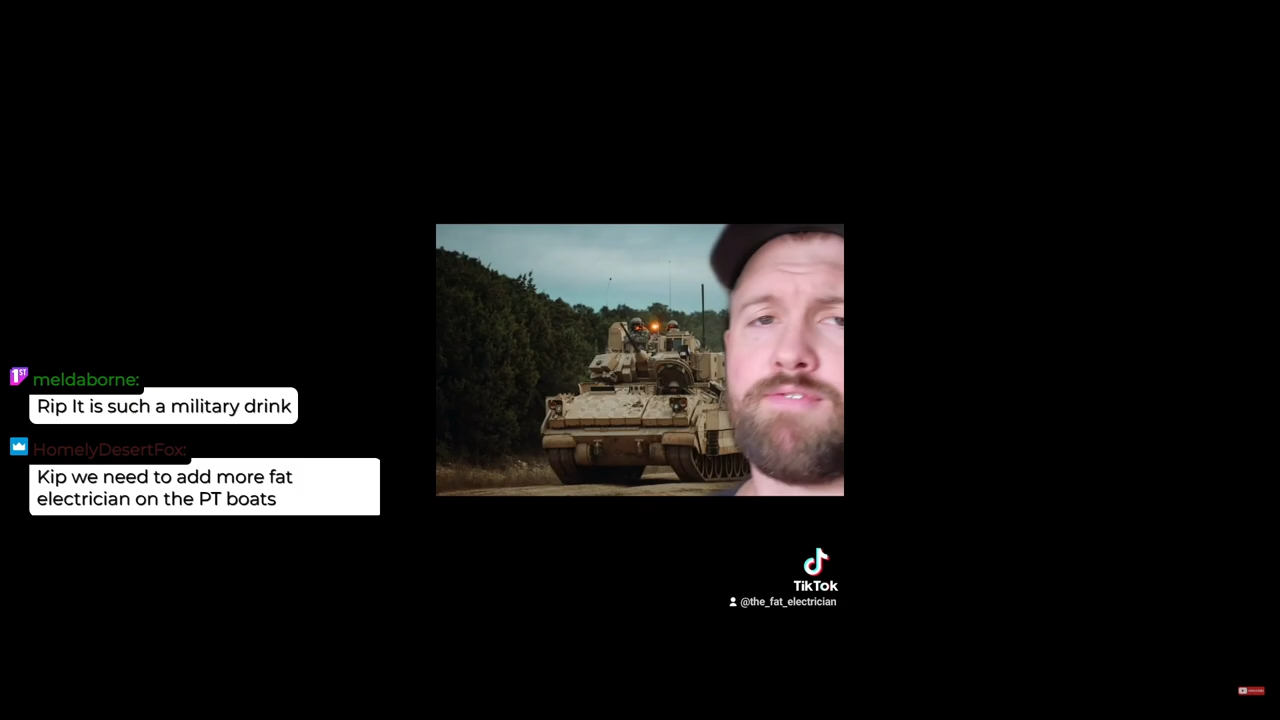 meldaborne:
Rip It is such a military drink
HomelyDesertFox:
Kip we need to add more fat
electrician on the PT boats
TikTok
@the_fat_electrician